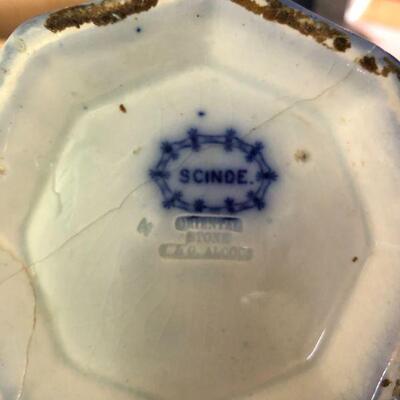 SCINDE.
ORIENTAL
STONE
J & G. ALCOCK